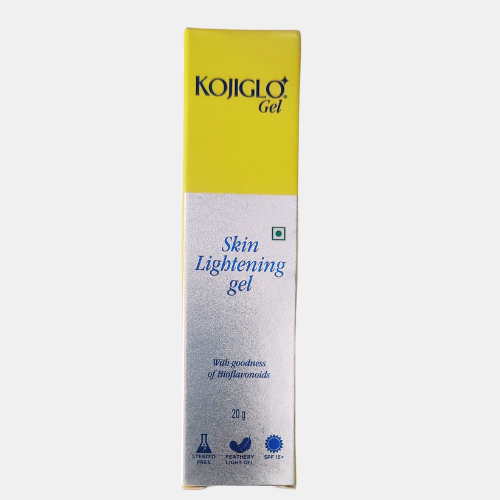 KOJIGLO
Gel
Skin
Lightening
gel
With goodness
of Bioflavonoids
20 g
STEROID
FREE
FEATHERY
LIGHT GEL
SPF 15+